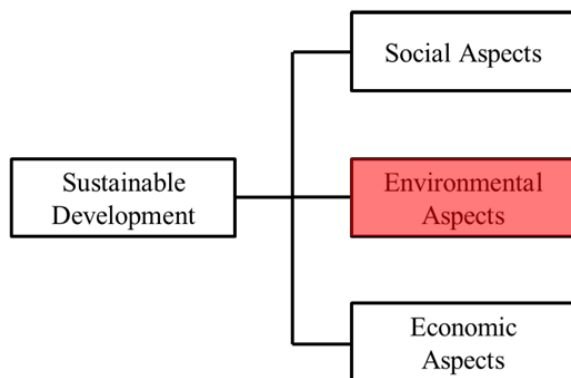 Social Aspects
Sustainable
Development
Environmental
Aspects
Economic
Aspects